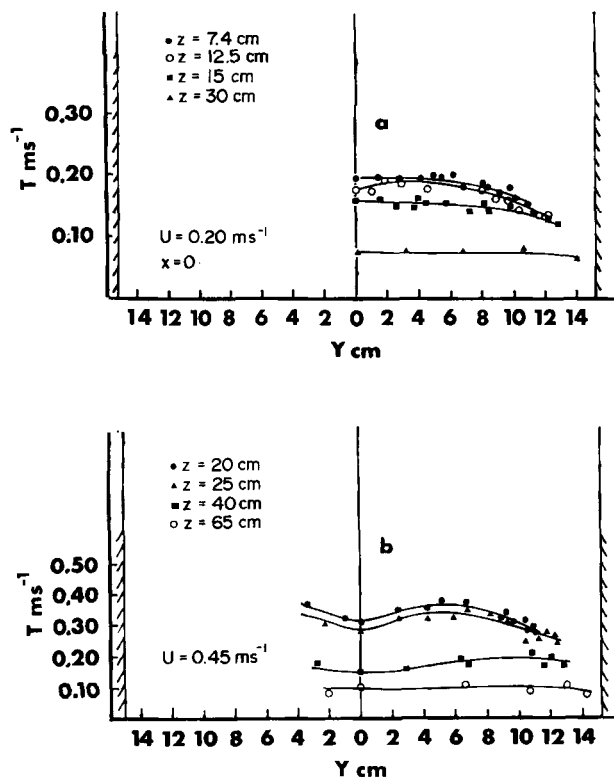 • z = 7.4 cm
○ z = 12.5 cm
▪ z = 15 cm
▴ z = 30 cm
a
T ms⁻¹
0.30
0.20
0.10
U = 0.20 ms⁻¹
x = 0
14 12 10 8 6 4 2 0 2 4 6 8 10 12 14
Y cm
• z = 20 cm
▴ z = 25 cm
▪ z = 40 cm
○ z = 65 cm
b
T ms⁻¹
0.50
0.40
0.30
0.20
0.10
U = 0.45 ms⁻¹
14 12 10 8 6 4 2 0 2 4 6 8 10 12 14
Y cm